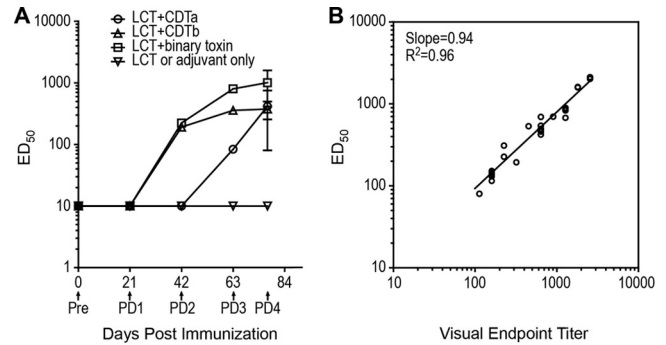 A
LCT+CDTa
LCT+CDTb
LCT+binary toxin
LCT or adjuvant only
10000
1000
100
10
1
ED50
0 21 42 63 84
Pre PD1 PD2 PD3 PD4
Days Post Immunization
B
Slope=0.94
R²=0.96
10000
1000
100
10
ED50
10 100 1000 10000
Visual Endpoint Titer